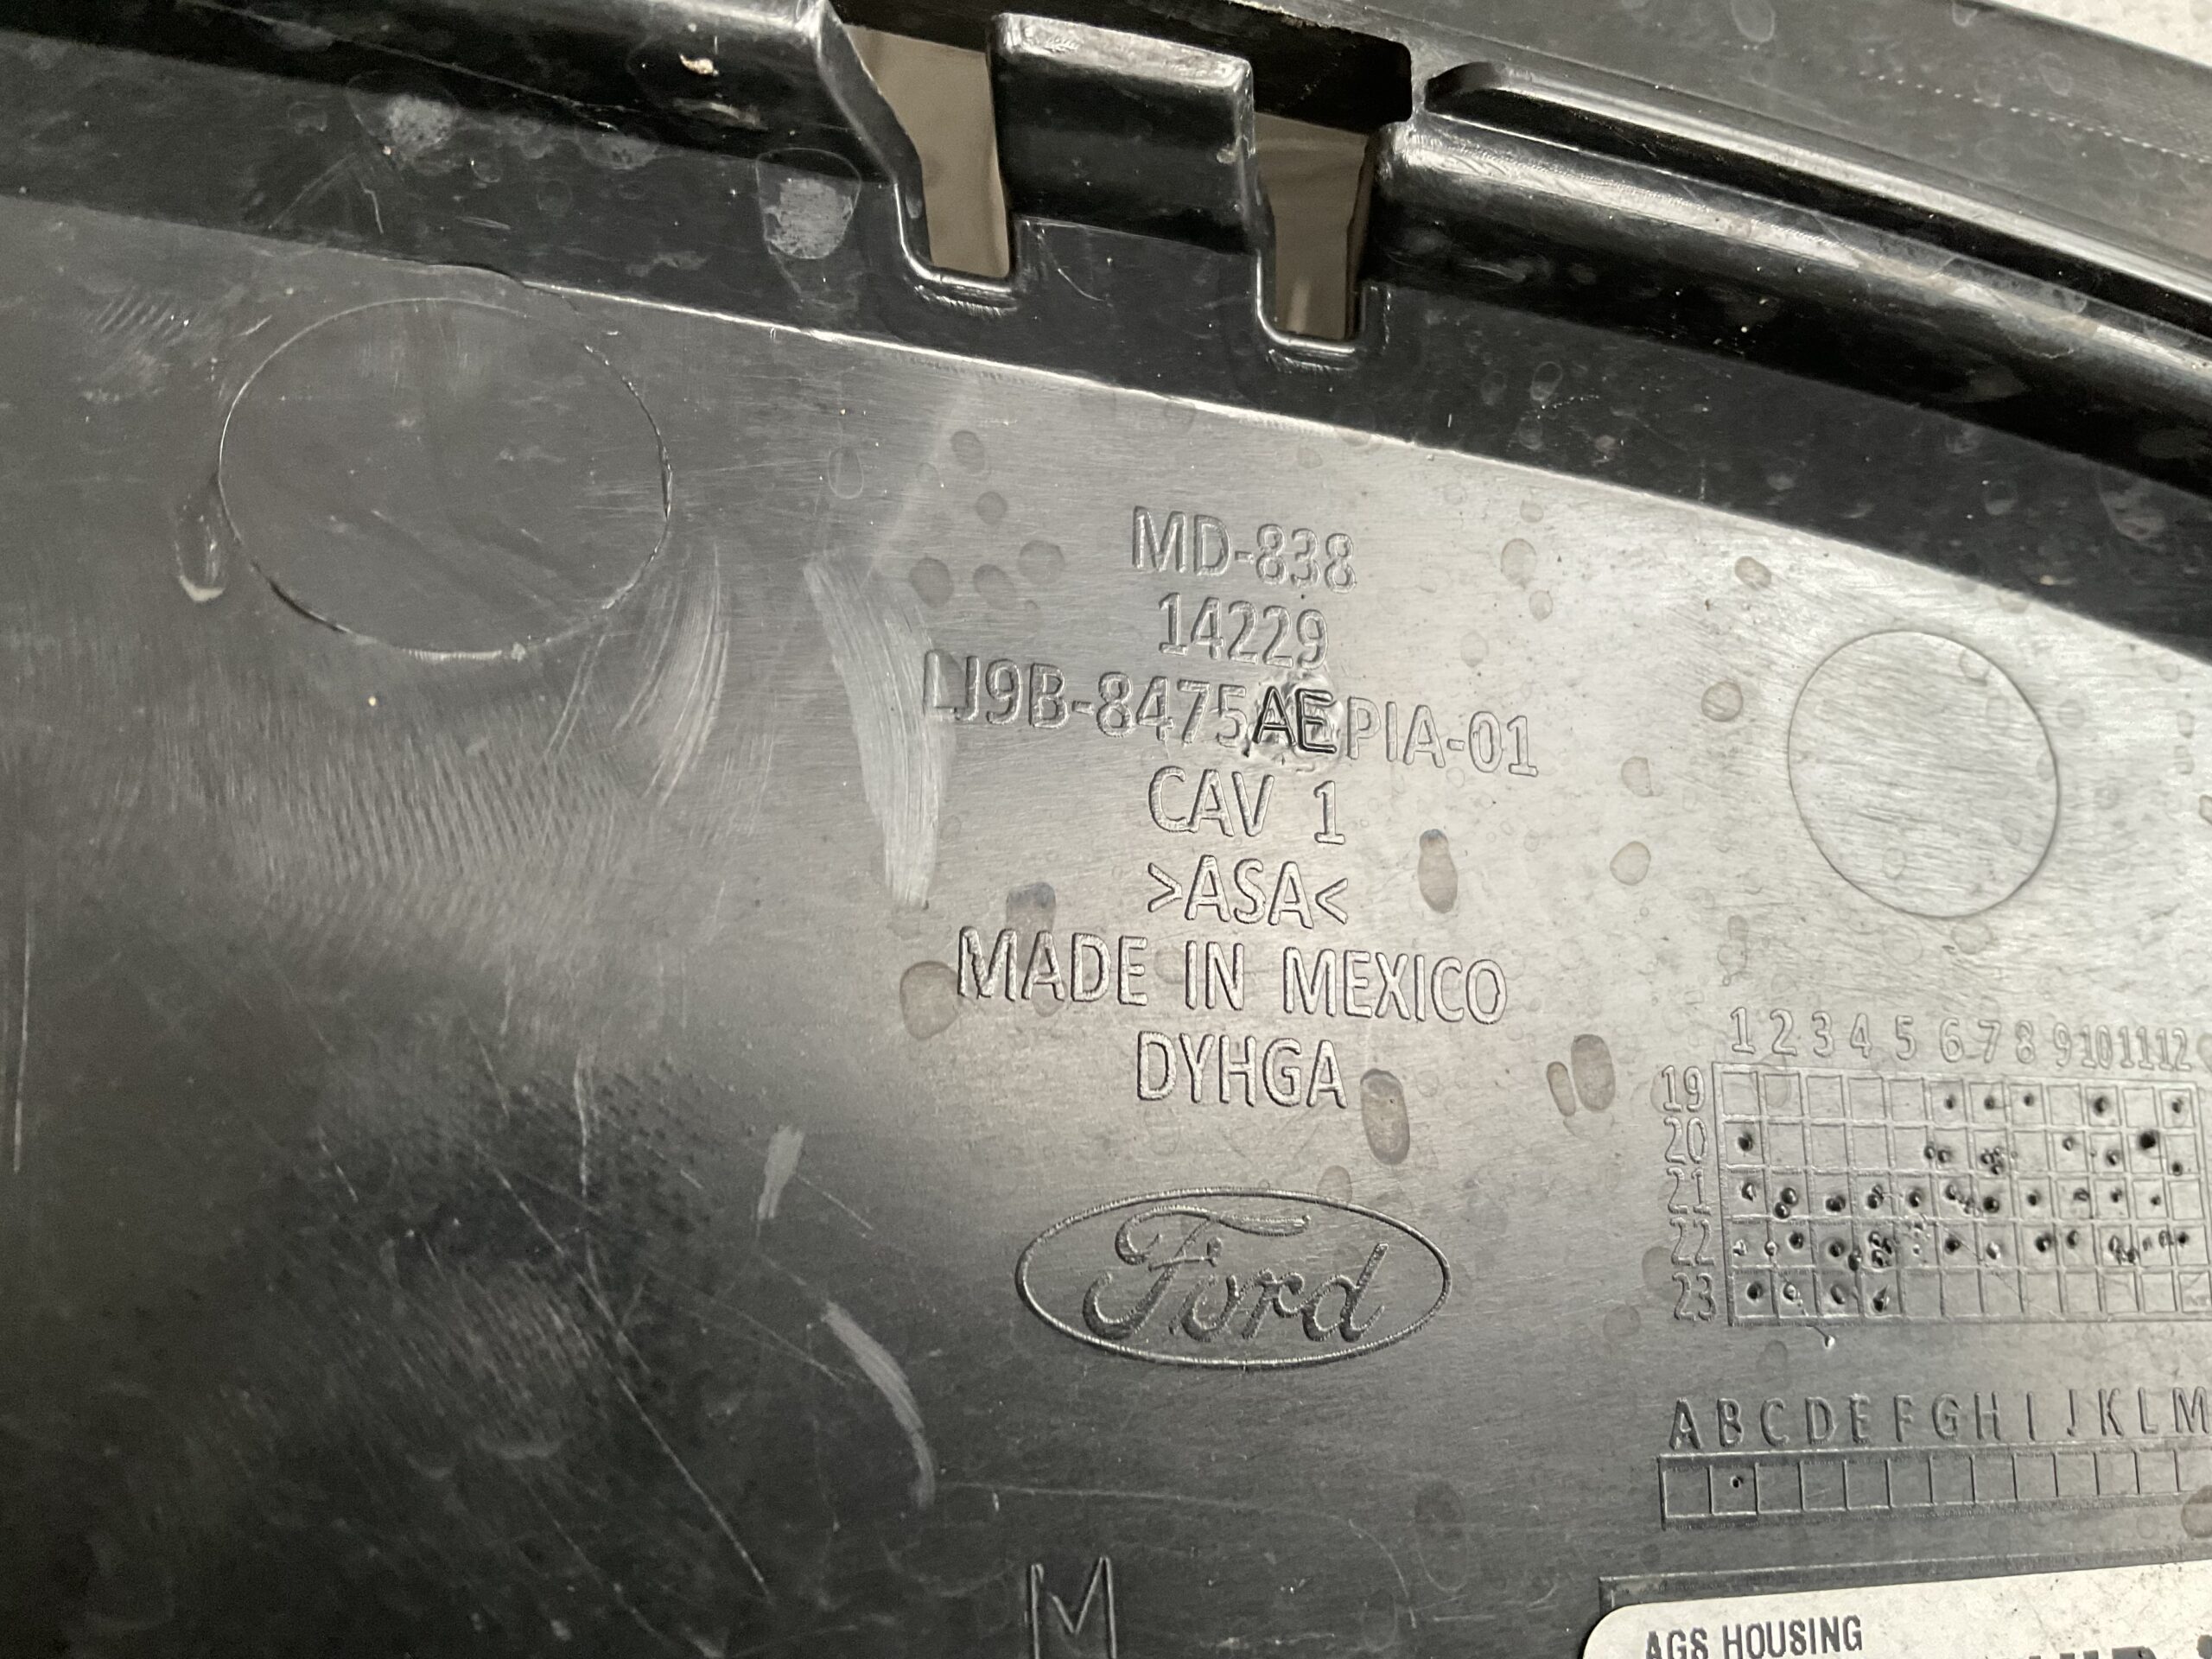 MD-838
14229
LJ9B-8475AEPIA-01
CAV 1
>ASA<
MADE IN MEXICO
DYHGA
Ford
1 2 3 4 5 6 7 8 9 10 11 12
19
20
21
22
23
A B C D E F G H I J K L M
M
AGS HOUSING